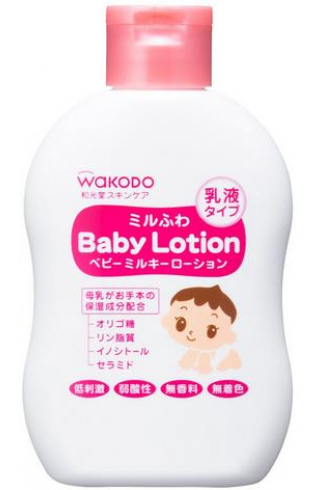 wakodo
和光堂スキンケア
乳液
タイプ
ミルふわ
Baby Lotion
ベビーミルキーローション
母乳がお手本の
保湿成分配合
オリゴ糖
リン脂質
イノシトール
セラミド
低刺激 弱酸性 無香料 無着色